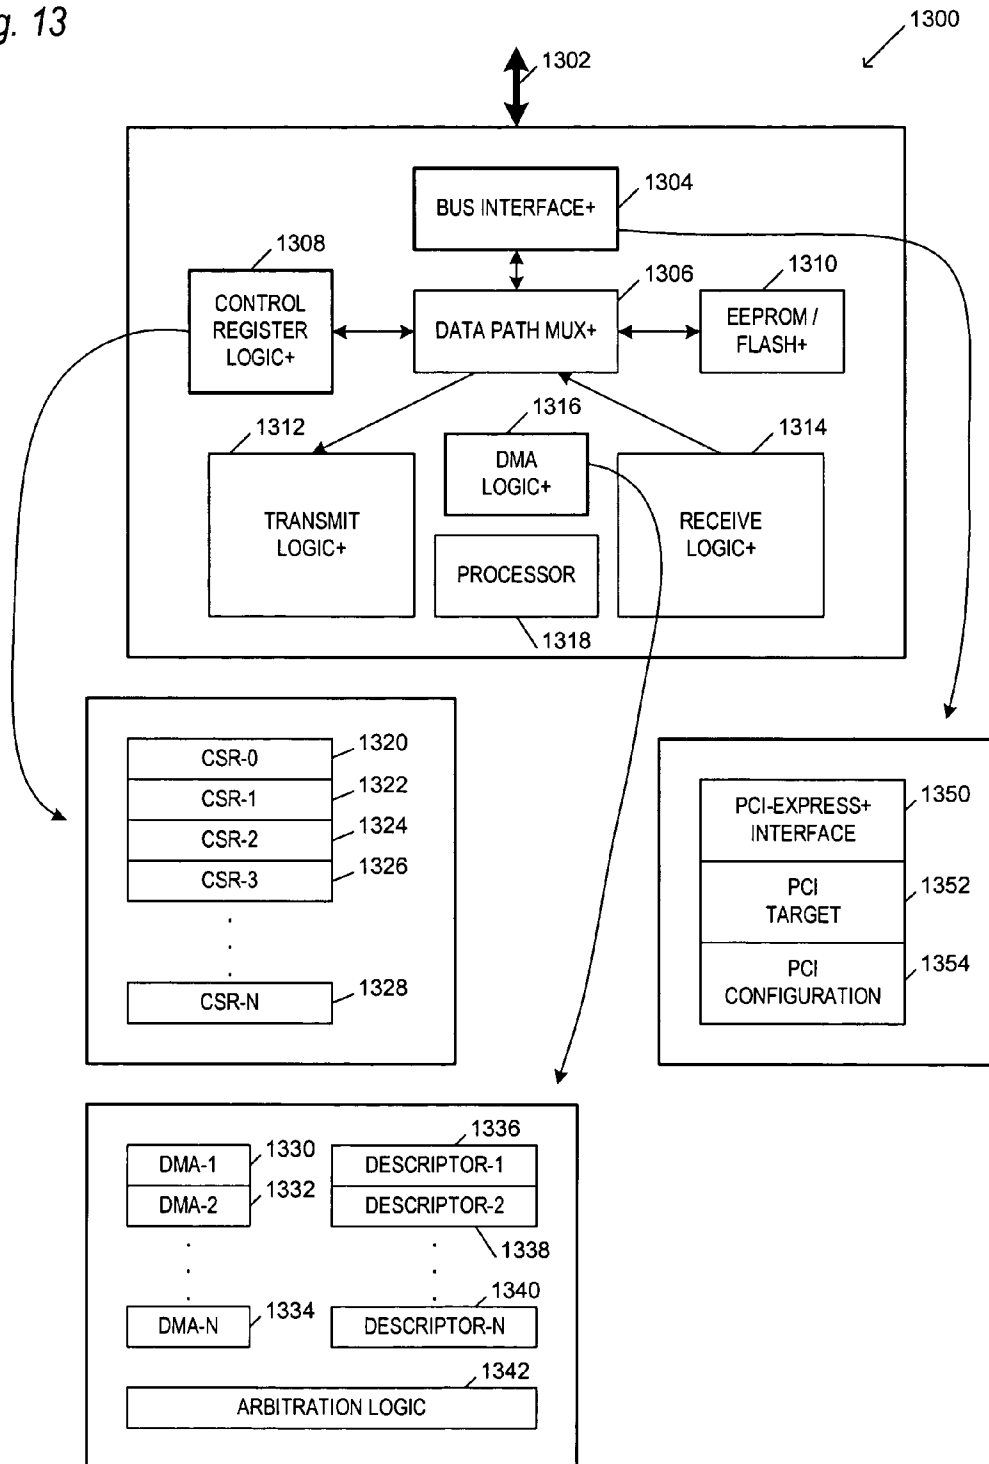 g. 13
1300
1302
1304
BUS INTERFACE+
1308
1306
1310
CONTROL
REGISTER
LOGIC+
DATA PATH MUX+
EEPROM /
FLASH+
1312
1316
1314
DMA
LOGIC+
TRANSMIT
LOGIC+
RECEIVE
LOGIC+
PROCESSOR
1318
CSR-0
1320
CSR-1
1322
CSR-2
1324
CSR-3
1326
CSR-N
1328
PCI-EXPRESS+
INTERFACE
1350
PCI
TARGET
1352
PCI
CONFIGURATION
1354
1336
DMA-1
1330
DESCRIPTOR-1
DMA-2
1332
DESCRIPTOR-2
1338
1340
DMA-N
1334
DESCRIPTOR-N
1342
ARBITRATION LOGIC